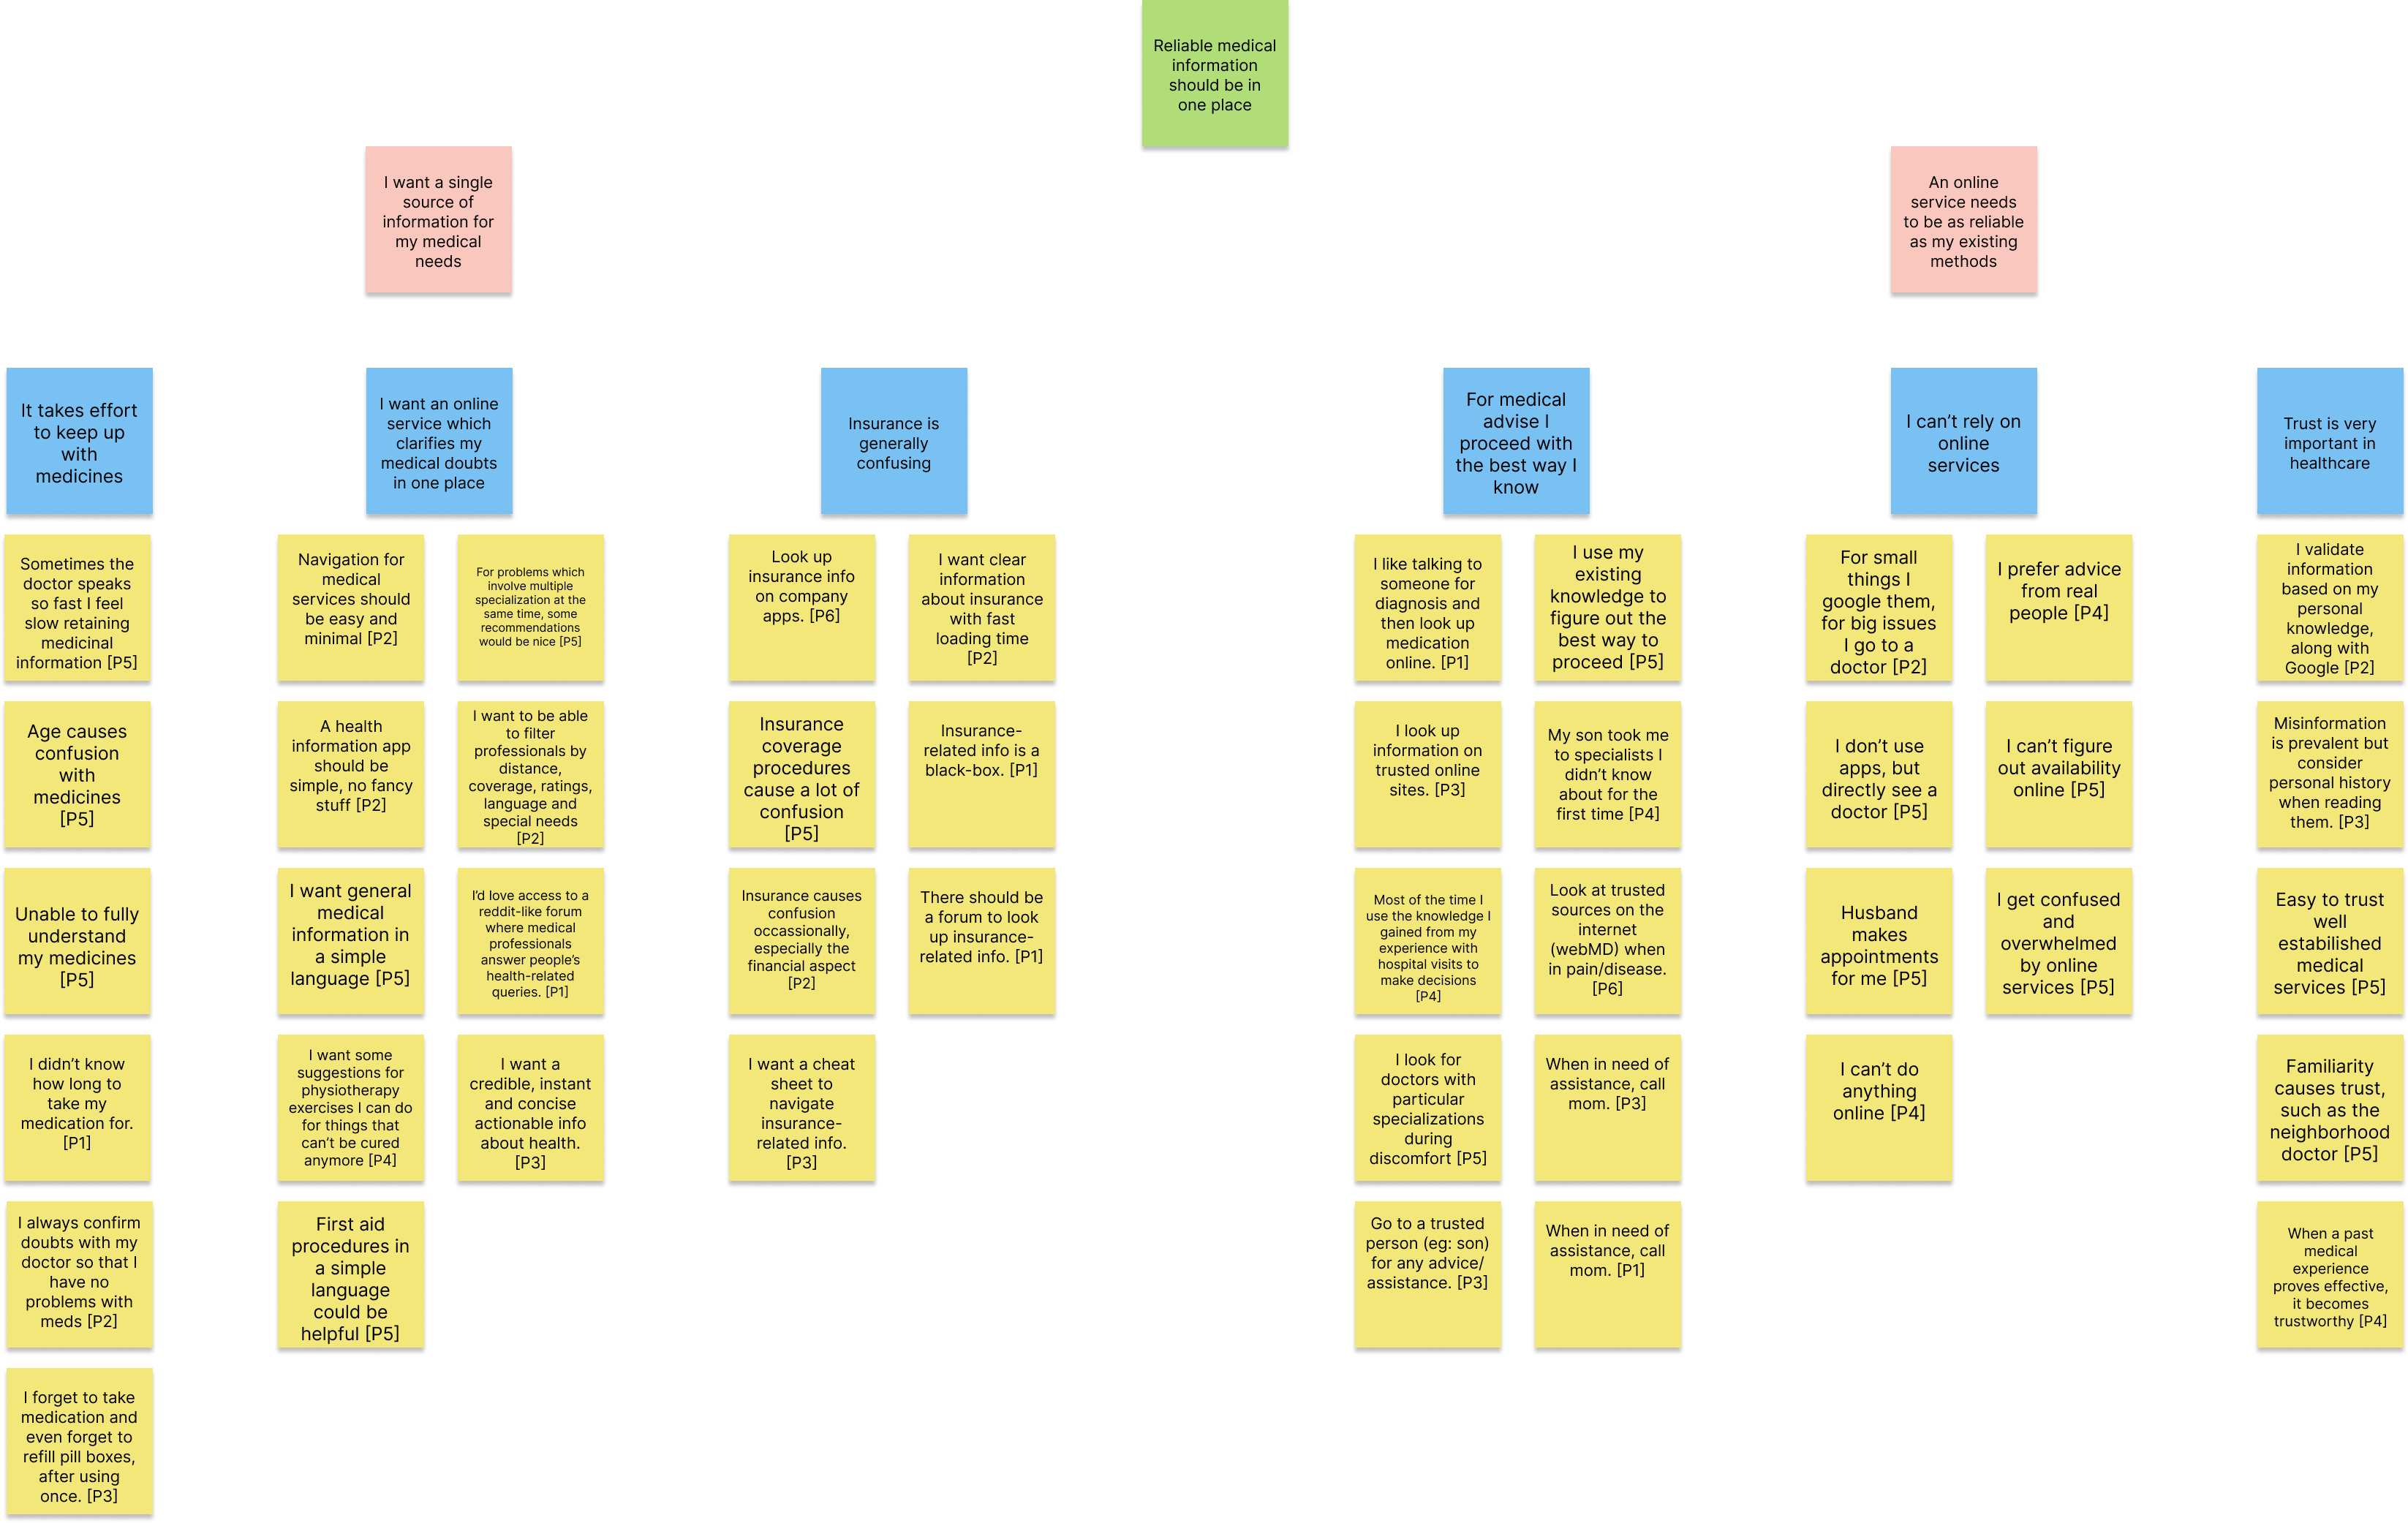 Reliable medical
information
should be in
one place
I want a single
source of
information for
my medical
needs
An online
service needs
to be as reliable
as my existing
methods
It takes effort
to keep up
with
medicines
I want an online
service which
clarifies my
medical doubts
in one place
Insurance is
generally
confusing
For medical
advise I
proceed with
the best way I
know
I can’t rely on
online
services
Trust is very
important in
healthcare
Sometimes the
doctor speaks
so fast I feel
slow retaining
medicinal
information [P5]
Age causes
confusion
with
medicines
[P5]
Unable to fully
understand
my medicines
[P5]
I didn’t know
how long to
take my
medication for.
[P1]
I always confirm
doubts with my
doctor so that I
have no
problems with
meds [P2]
I forget to take
medication and
even forget to
refill pill boxes,
after using
once. [P3]
Navigation for
medical
services should
be easy and
minimal [P2]
For problems which
involve multiple
specialization at the
same time, some
recommendations
would be nice [P5]
A health
information app
should be
simple, no fancy
stuff [P2]
I want to be able
to filter
professionals by
distance,
coverage, ratings,
language and
special needs
[P2]
I want general
medical
information in
a simple
language [P5]
I’d love access to a
reddit-like forum
where medical
professionals
answer people’s
health-related
queries. [P1]
I want some
suggestions for
physiotherapy
exercises I can do
for things that
can’t be cured
anymore [P4]
I want a
credible, instant
and concise
actionable info
about health.
[P3]
First aid
procedures in
a simple
language
could be
helpful [P5]
Look up
insurance info
on company
apps. [P6]
I want clear
information
about insurance
with fast
loading time
[P2]
Insurance
coverage
procedures
cause a lot of
confusion
[P5]
Insurance-
related info is a
black-box. [P1]
Insurance causes
confusion
occassionally,
especially the
financial aspect
[P2]
There should be
a forum to look
up insurance-
related info. [P1]
I want a cheat
sheet to
navigate
insurance-
related info.
[P3]
I like talking to
someone for
diagnosis and
then look up
medication
online. [P1]
I use my
existing
knowledge to
figure out the
best way to
proceed [P5]
I look up
information on
trusted online
sites. [P3]
My son took me
to specialists I
didn’t know
about for the
first time [P4]
Most of the time I
use the knowledge I
gained from my
experience with
hospital visits to
make decisions
[P4]
Look at trusted
sources on the
internet
(webMD) when
in pain/disease.
[P6]
I look for
doctors with
particular
specializations
during
discomfort [P5]
When in need of
assistance, call
mom. [P3]
Go to a trusted
person (eg: son)
for any advice/
assistance. [P3]
When in need of
assistance, call
mom. [P1]
For small
things I
google them,
for big issues
I go to a
doctor [P2]
I prefer advice
from real
people [P4]
I don’t use
apps, but
directly see a
doctor [P5]
I can’t figure
out availability
online [P5]
Husband
makes
appointments
for me [P5]
I get confused
and
overwhelmed
by online
services [P5]
I can’t do
anything
online [P4]
I validate
information
based on my
personal
knowledge,
along with
Google [P2]
Misinformation
is prevalent but
consider
personal history
when reading
them. [P3]
Easy to trust
well
estabilished
medical
services [P5]
Familiarity
causes trust,
such as the
neighborhood
doctor [P5]
When a past
medical
experience
proves effective,
it becomes
trustworthy [P4]